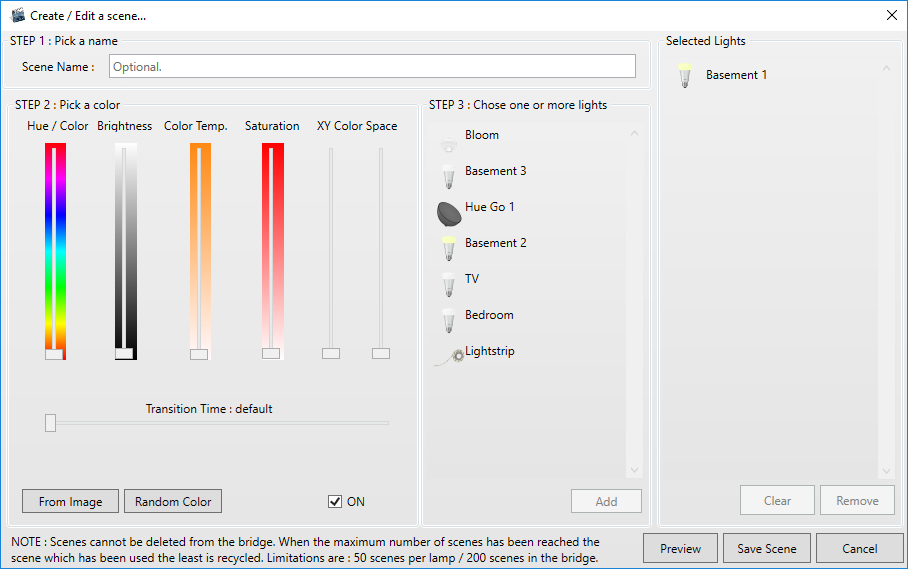 Create / Edit a scene...
STEP 1 : Pick a name
Scene Name :
Optional.
STEP 2 : Pick a color
Hue / Color Brightness Color Temp. Saturation XY Color Space
Transition Time : default
From Image Random Color ON
STEP 3 : Chose one or more lights
Bloom
Basement 3
Hue Go 1
Basement 2
TV
Bedroom
Lightstrip
Add
Selected Lights
Basement 1
Clear Remove
NOTE : Scenes cannot be deleted from the bridge. When the maximum number of scenes has been reached the
scene which has been used the least is recycled. Limitations are : 50 scenes per lamp / 200 scenes in the bridge.
Preview Save Scene Cancel